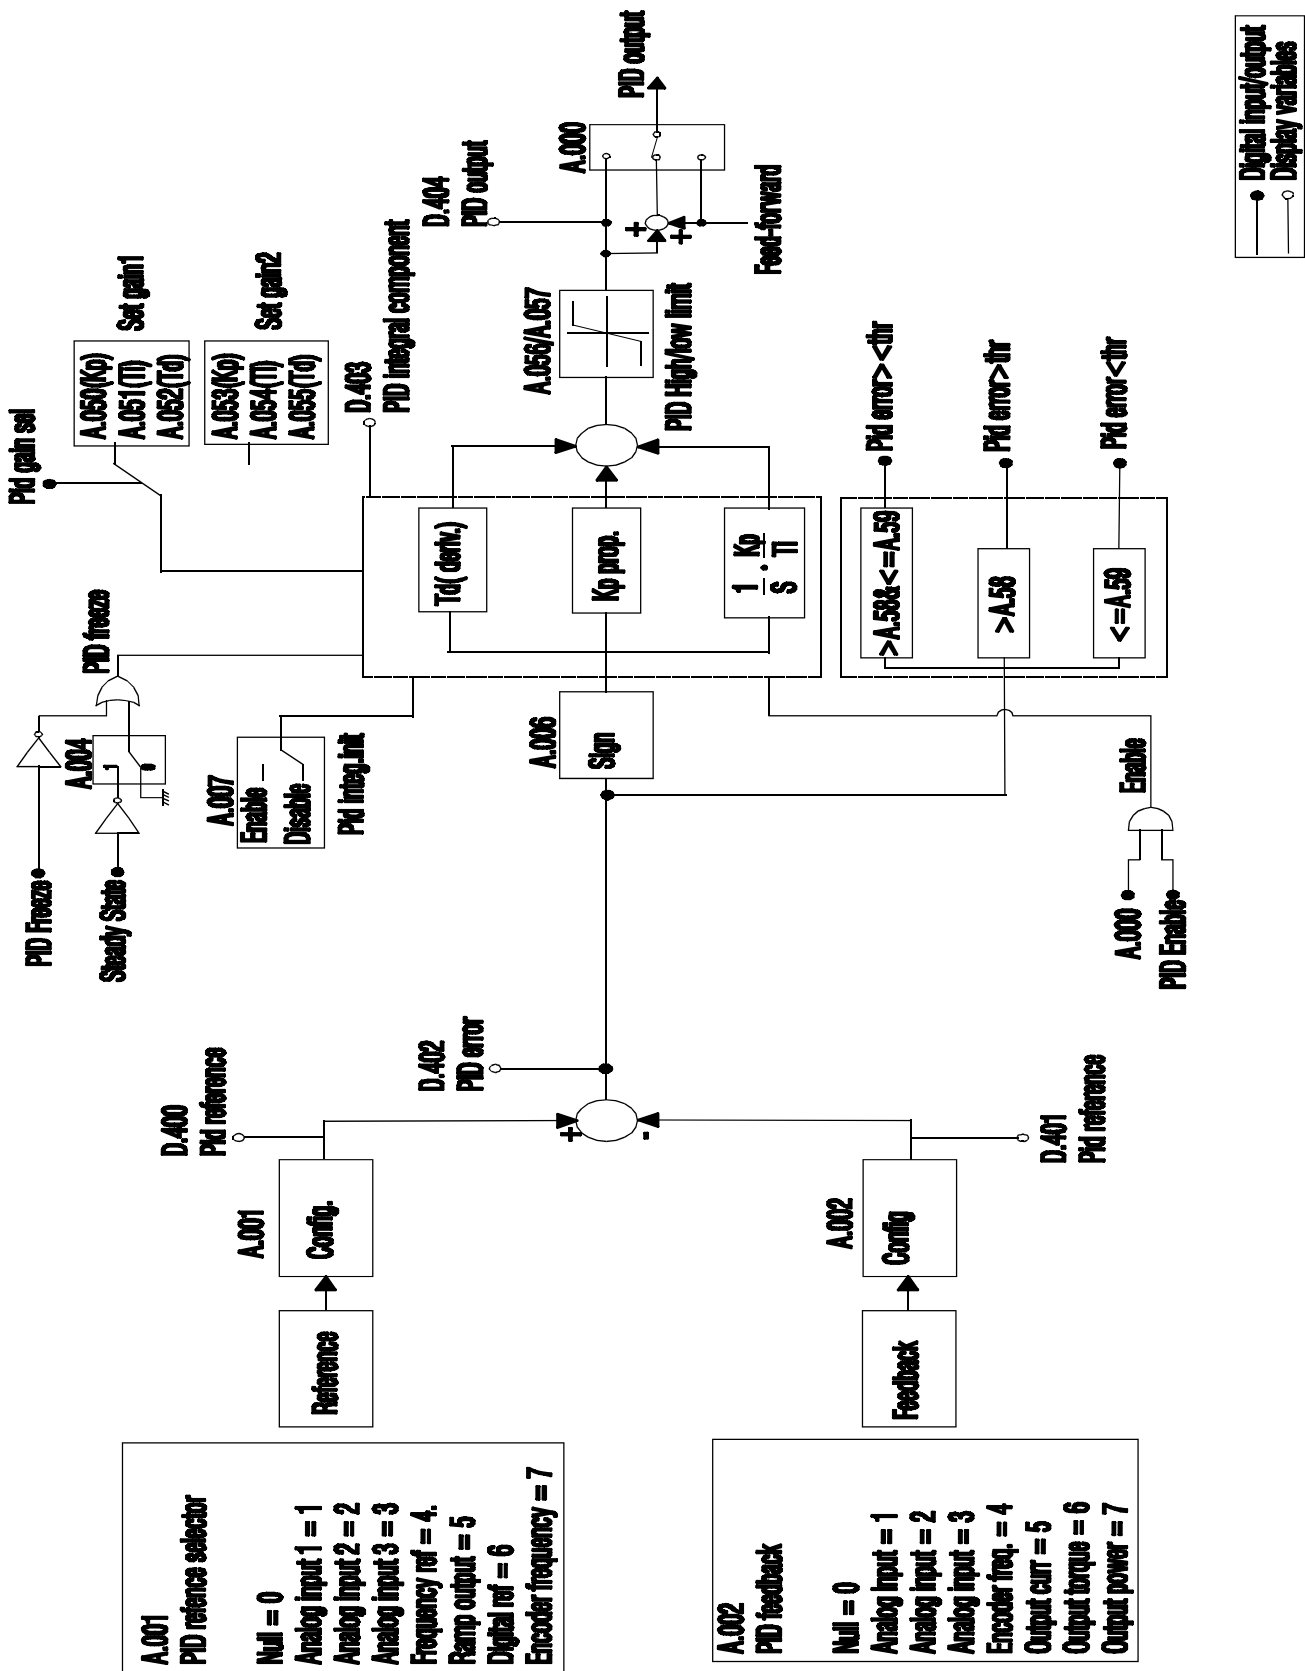 A.001
PID refence selector
Null = 0
Analog input 1 = 1
Analog input 2 = 2
Analog input 3 = 3
Frequency ref = 4.
Ramp output = 5
Digital ref = 6
Encoder frequency = 7
A.002
PID feedback
Null = 0
Analog input = 1
Analog input = 2
Analog input = 3
Encoder freq. = 4
Output curr = 5
Output torque = 6
Output power = 7
Reference
A.001
Config.
Feedback
A.002
Config
D.400
Pid reference
D.401
Pid reference
+
-
D.402
PID error
PID Freeze
Steady State
A.004
1
0
PID freeze
A.007
Enable
Disable
Pid integ.init
A.006
Sign
A.000
PID Enable
Enable
Pid gain sel
A.050(Kp)
A.051(TI)
A.052(Td)
Set gain1
A.053(Kp)
A.054(TI)
A.055(Td)
Set gain2
Td( deriv.)
Kp prop.
1
S
.
Kp
TI
>A.58&<=A.59
>A.58
<=A.59
Pid error><thr
Pid error>thr
Pid error<thr
D.403
PID integral component
A.056/A.057
PID High/low limit
D.404
PID output
+
+
Feed-forward
A.000
PID output
Digital input/output
Display variables